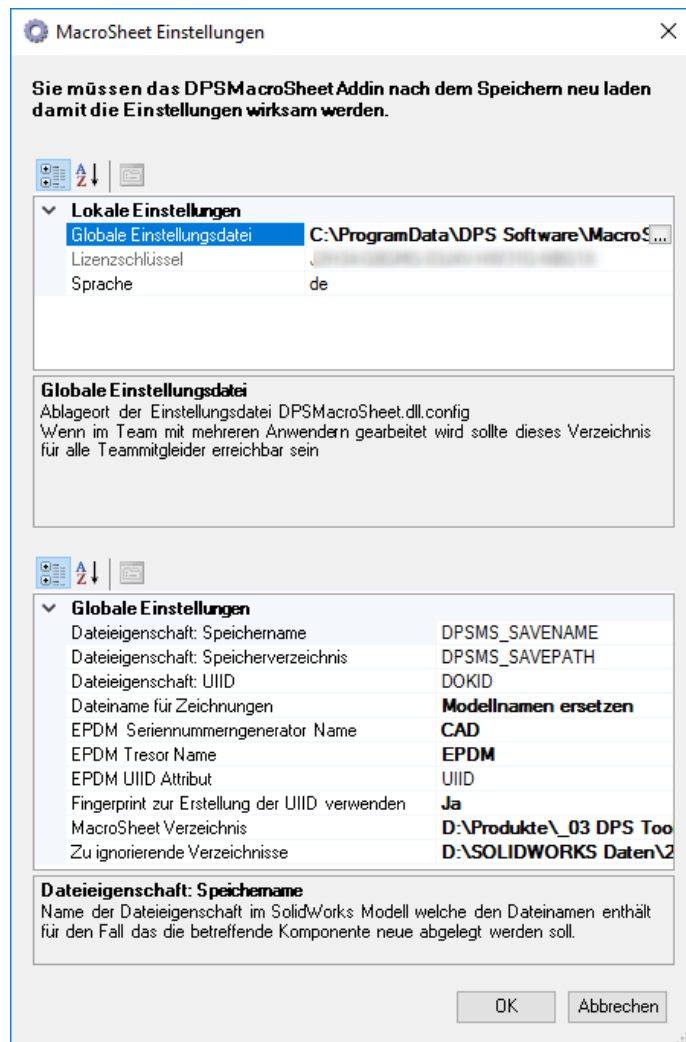 MacroSheet Einstellungen
Sie müssen das DPSMacroSheet Addin nach dem Speichern neu laden
damit die Einstellungen wirksam werden.
Lokale Einstellungen
Globale Einstellungsdatei C:\ProgramData\DPS Software\MacroS...
Lizenzschlüssel
Sprache de
Globale Einstellungsdatei
Ablageort der Einstellungsdatei DPSMacroSheet.dll.config
Wenn im Team mit mehreren Anwendern gearbeitet wird sollte dieses Verzeichnis
für alle Teammitgleider erreichbar sein
Globale Einstellungen
Dateieigenschaft: Speichername DPSMS_SAVENAME
Dateieigenschaft: Speicherverzeichnis DPSMS_SAVEPATH
Dateieigenschaft: UIID DOKID
Dateiname für Zeichnungen Modellnamen ersetzen
EPDM Seriennummerngenerator Name CAD
EPDM Tresor Name EPDM
EPDM UIID Attribut UIID
Fingerprint zur Erstellung der UIID verwenden Ja
MacroSheet Verzeichnis D:\Produkte\_03 DPS Too
Zu ignorierende Verzeichnisse D:\SOLIDWORKS Daten\2
Dateieigenschaft: Speichername
Name der Dateieigenschaft im SolidWorks Modell welche den Dateinamen enthält
für den Fall das die betreffende Komponente neue abgelegt werden soll.
OK Abbrechen